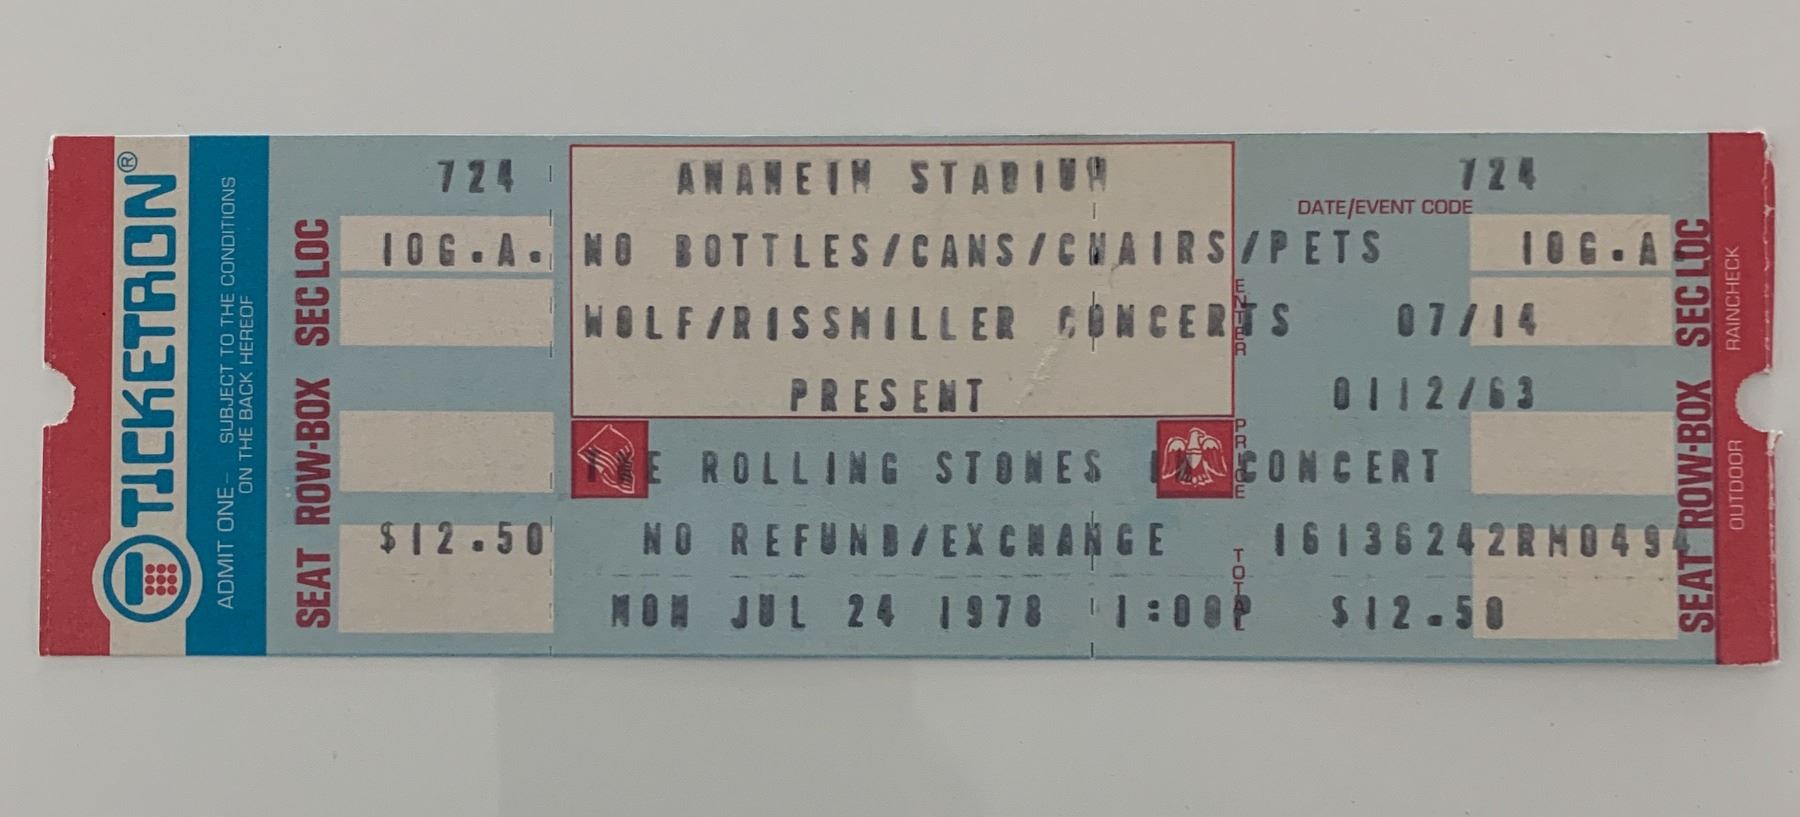 TICKETRON®
ADMIT ONE– SUBJECT TO THE CONDITIONS
ON THE BACK HEREOF
SEAT ROW-BOX SEC LOC
724
10G.A.
$12.50
ANAHEIM STADIUM
NO BOTTLES/CANS/CHAIRS/PETS
WOLF/RISSMILLER CONCERTS 07/14
PRESENT 0112/63
THE ROLLING STONES IN CONCERT
NO REFUND/EXCHANGE 16136242RM0494
MON JUL 24 1978 1:00P $12.50
724
DATE/EVENT CODE
10G.A
ENTER
PRICE
TOTAL
SEAT ROW-BOX SEC LOC
OUTDOOR RAINCHECK